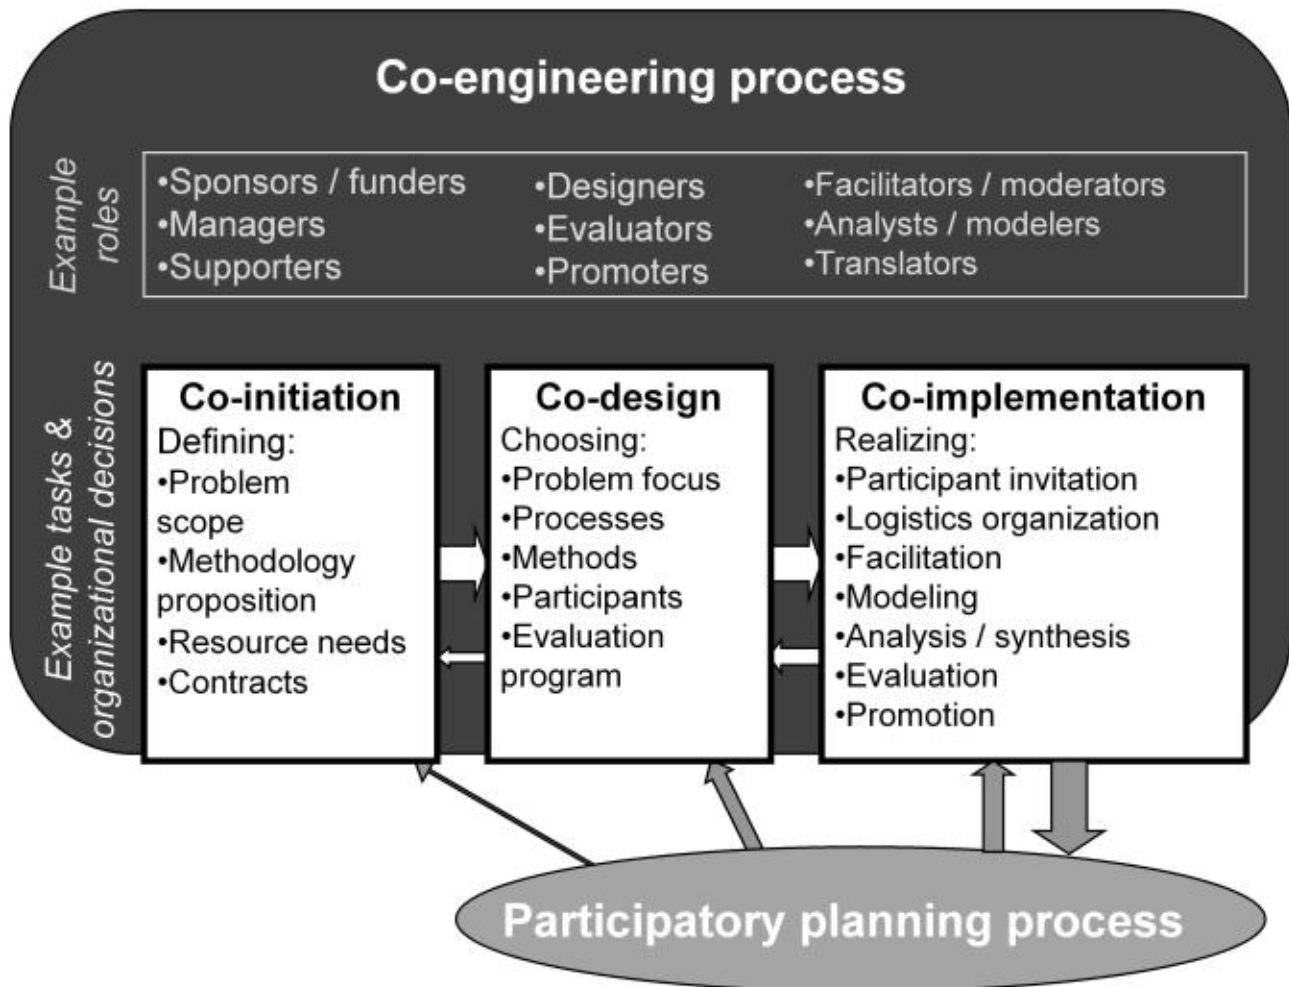 Co-engineering process
Example
roles
•Sponsors / funders
•Managers
•Supporters
•Designers
•Evaluators
•Promoters
•Facilitators / moderators
•Analysts / modelers
•Translators
Example tasks &
organizational decisions
Co-initiation
Defining:
•Problem
scope
•Methodology
proposition
•Resource needs
•Contracts
Co-design
Choosing:
•Problem focus
•Processes
•Methods
•Participants
•Evaluation
program
Co-implementation
Realizing:
•Participant invitation
•Logistics organization
•Facilitation
•Modeling
•Analysis / synthesis
•Evaluation
•Promotion
Participatory planning process